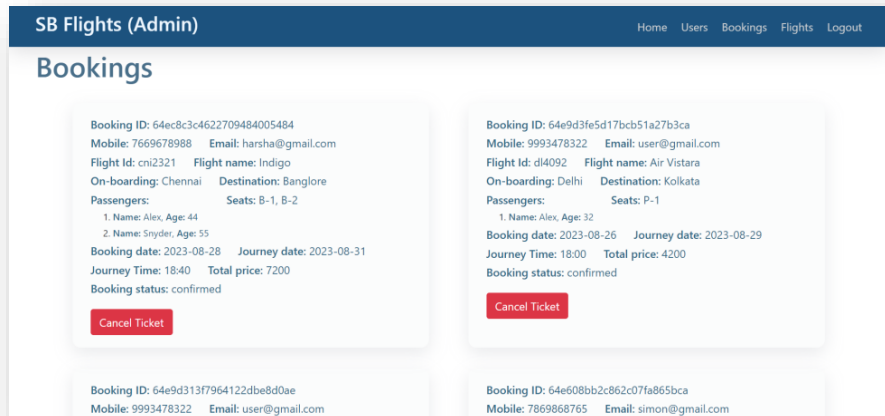 SB Flights (Admin)
Home Users Bookings Flights Logout
Bookings
Booking ID: 64ec8c3c4622709484005484
Mobile: 7669678988 Email: harsha@gmail.com
Flight Id: cni2321 Flight name: Indigo
On-boarding: Chennai Destination: Banglore
Passengers: Seats: B-1, B-2
1. Name: Alex, Age: 44
2. Name: Snyder, Age: 55
Booking date: 2023-08-28 Journey date: 2023-08-31
Journey Time: 18:40 Total price: 7200
Booking status: confirmed
Cancel Ticket
Booking ID: 64e9d3fe5d17bcb51a27b3ca
Mobile: 9993478322 Email: user@gmail.com
Flight Id: dl4092 Flight name: Air Vistara
On-boarding: Delhi Destination: Kolkata
Passengers: Seats: P-1
1. Name: Alex, Age: 32
Booking date: 2023-08-26 Journey date: 2023-08-29
Journey Time: 18:00 Total price: 4200
Booking status: confirmed
Cancel Ticket
Booking ID: 64e9d313f7964122dbe8d0ae
Mobile: 9993478322 Email: user@gmail.com
Booking ID: 64e608bb2c862c07fa865bca
Mobile: 7869868765 Email: simon@gmail.com